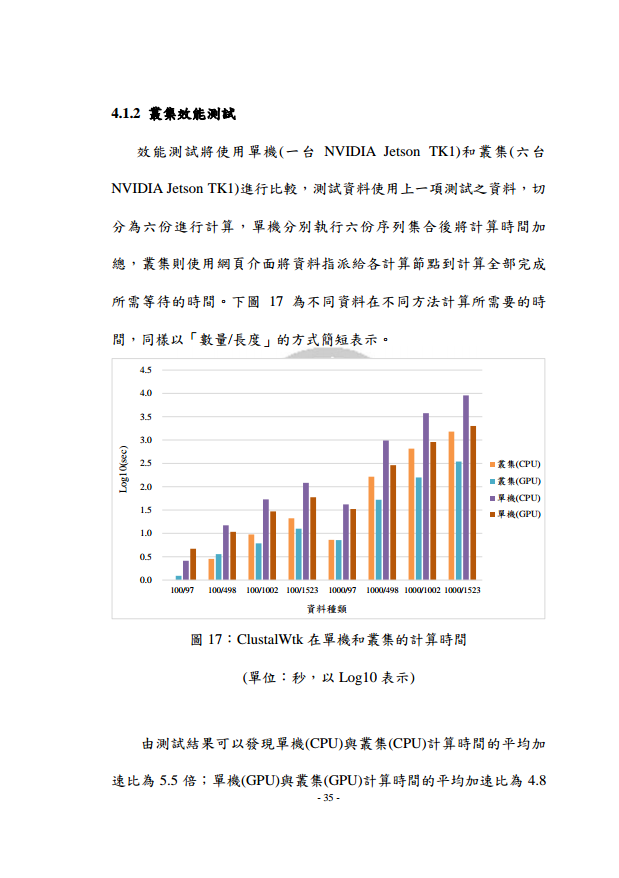 4.1.2 叢集效能測試
效能測試將使用單機(一台 NVIDIA Jetson TK1)和叢集(六台
NVIDIA Jetson TK1)進行比較，測試資料使用上一項測試之資料，切
分為六份進行計算，單機分別執行六份序列集合後將計算時間加
總，叢集則使用網頁介面將資料指派給各計算節點到計算全部完成
所需等待的時間。下圖 17 為不同資料在不同方法計算所需要的時
間，同樣以「數量/長度」的方式簡短表示。
4.5
4.0
3.5
3.0
2.5
2.0
1.5
1.0
0.5
0.0
Log10(sec)
100/97 100/498 100/1002 100/1523 1000/97 1000/498 1000/1002 1000/1523
資料種類
叢集(CPU)
叢集(GPU)
單機(CPU)
單機(GPU)
圖 17：ClustalWtk 在單機和叢集的計算時間
(單位：秒，以 Log10 表示)
由測試結果可以發現單機(CPU)與叢集(CPU)計算時間的平均加
速比為 5.5 倍；單機(GPU)與叢集(GPU)計算時間的平均加速比為 4.8
- 35 -